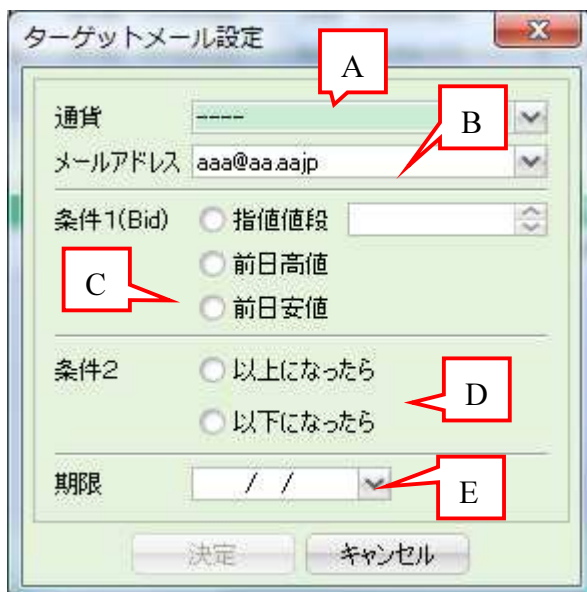 ターゲットメール設定
A
通貨 ----
B
メールアドレス aaa@aa.aajp
条件1(Bid) 指値値段
前日高値
C
前日安値
条件2 以上になったら
D
以下になったら
期限 / /
E
決定 キャンセル